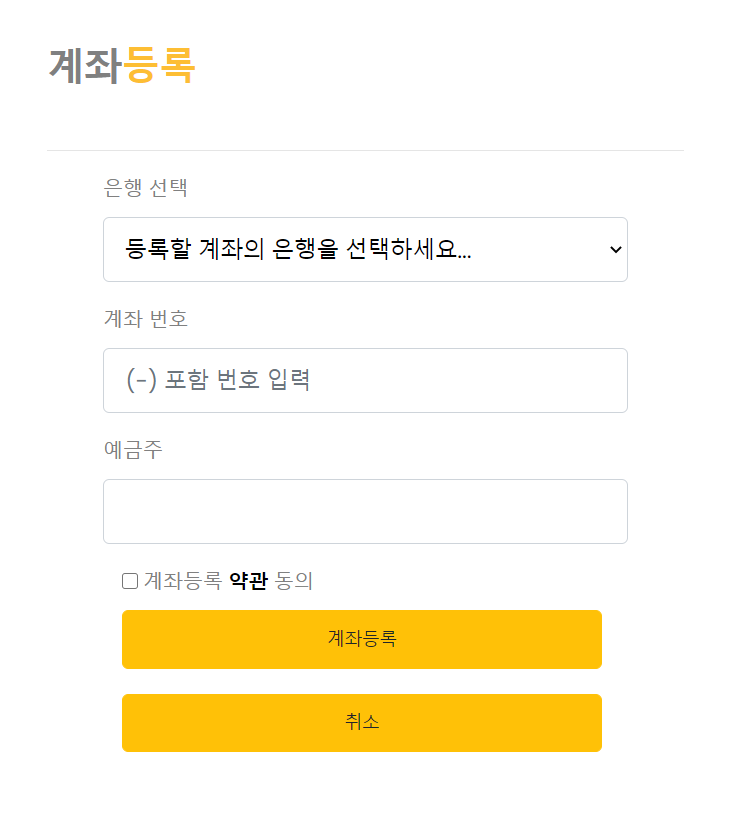 계좌등록
은행 선택
등록할 계좌의 은행을 선택하세요...
계좌 번호
(-) 포함 번호 입력
예금주
계좌등록 약관 동의
계좌등록
취소